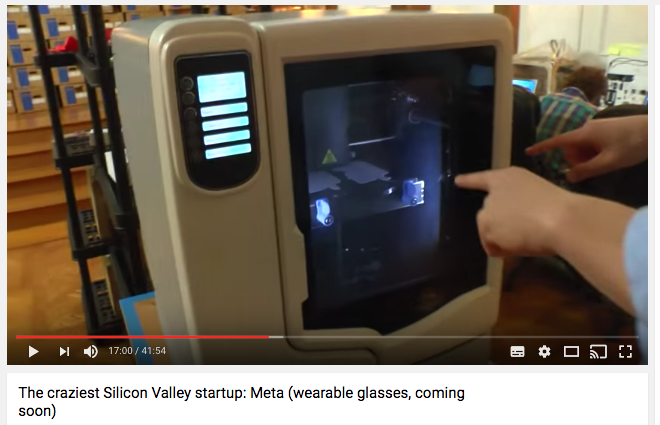 17:00 / 41:54
The craziest Silicon Valley startup: Meta (wearable glasses, coming
soon)